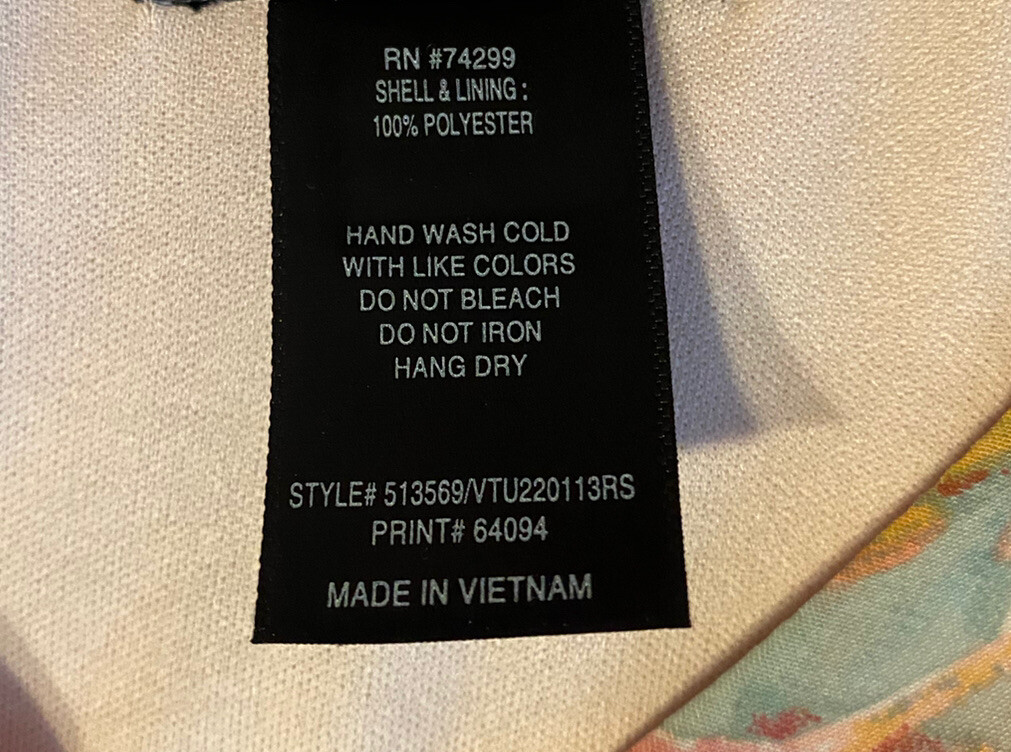 RN #74299
SHELL & LINING :
100% POLYESTER
HAND WASH COLD
WITH LIKE COLORS
DO NOT BLEACH
DO NOT IRON
HANG DRY
STYLE# 513569/VTU220113RS
PRINT# 64094
MADE IN VIETNAM